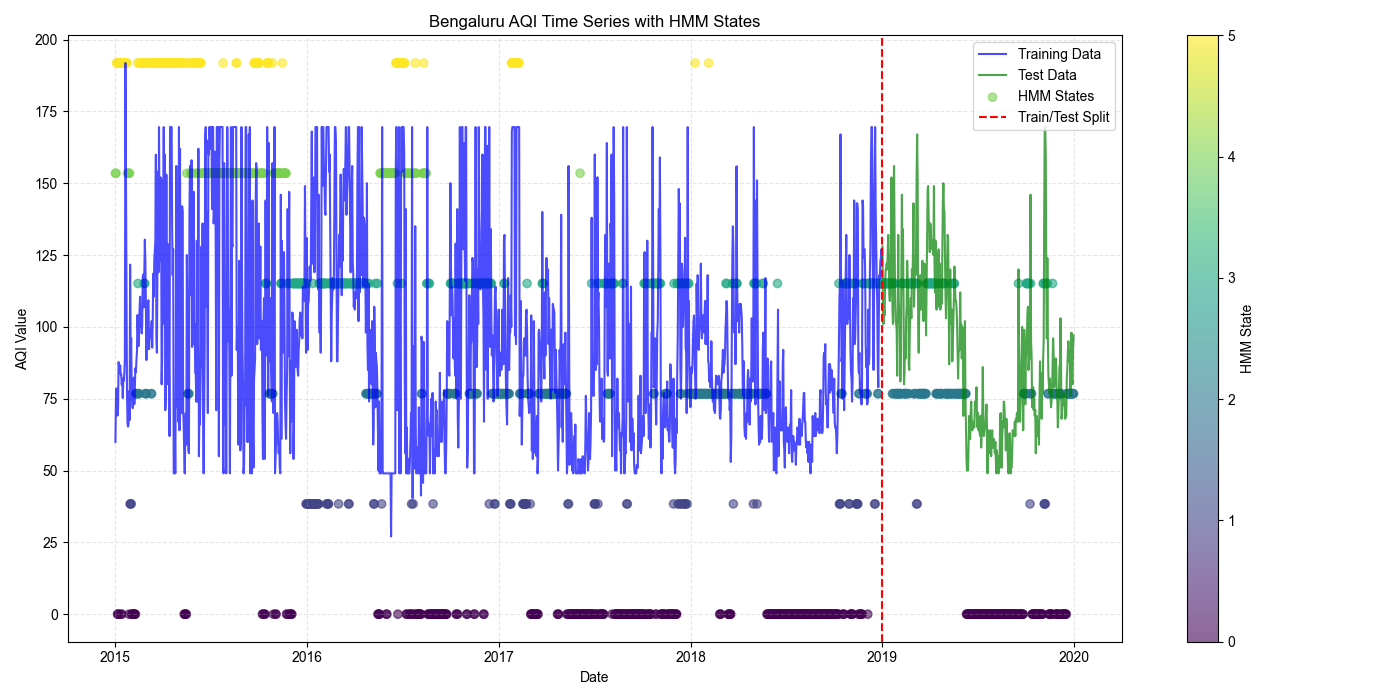 Bengaluru AQI Time Series with HMM States
AQI Value
200
175
150
125
100
75
50
25
0
2015
2016
2017
2018
2019
2020
Date
Training Data
Test Data
HMM States
Train/Test Split
HMM State
5
4
3
2
1
0